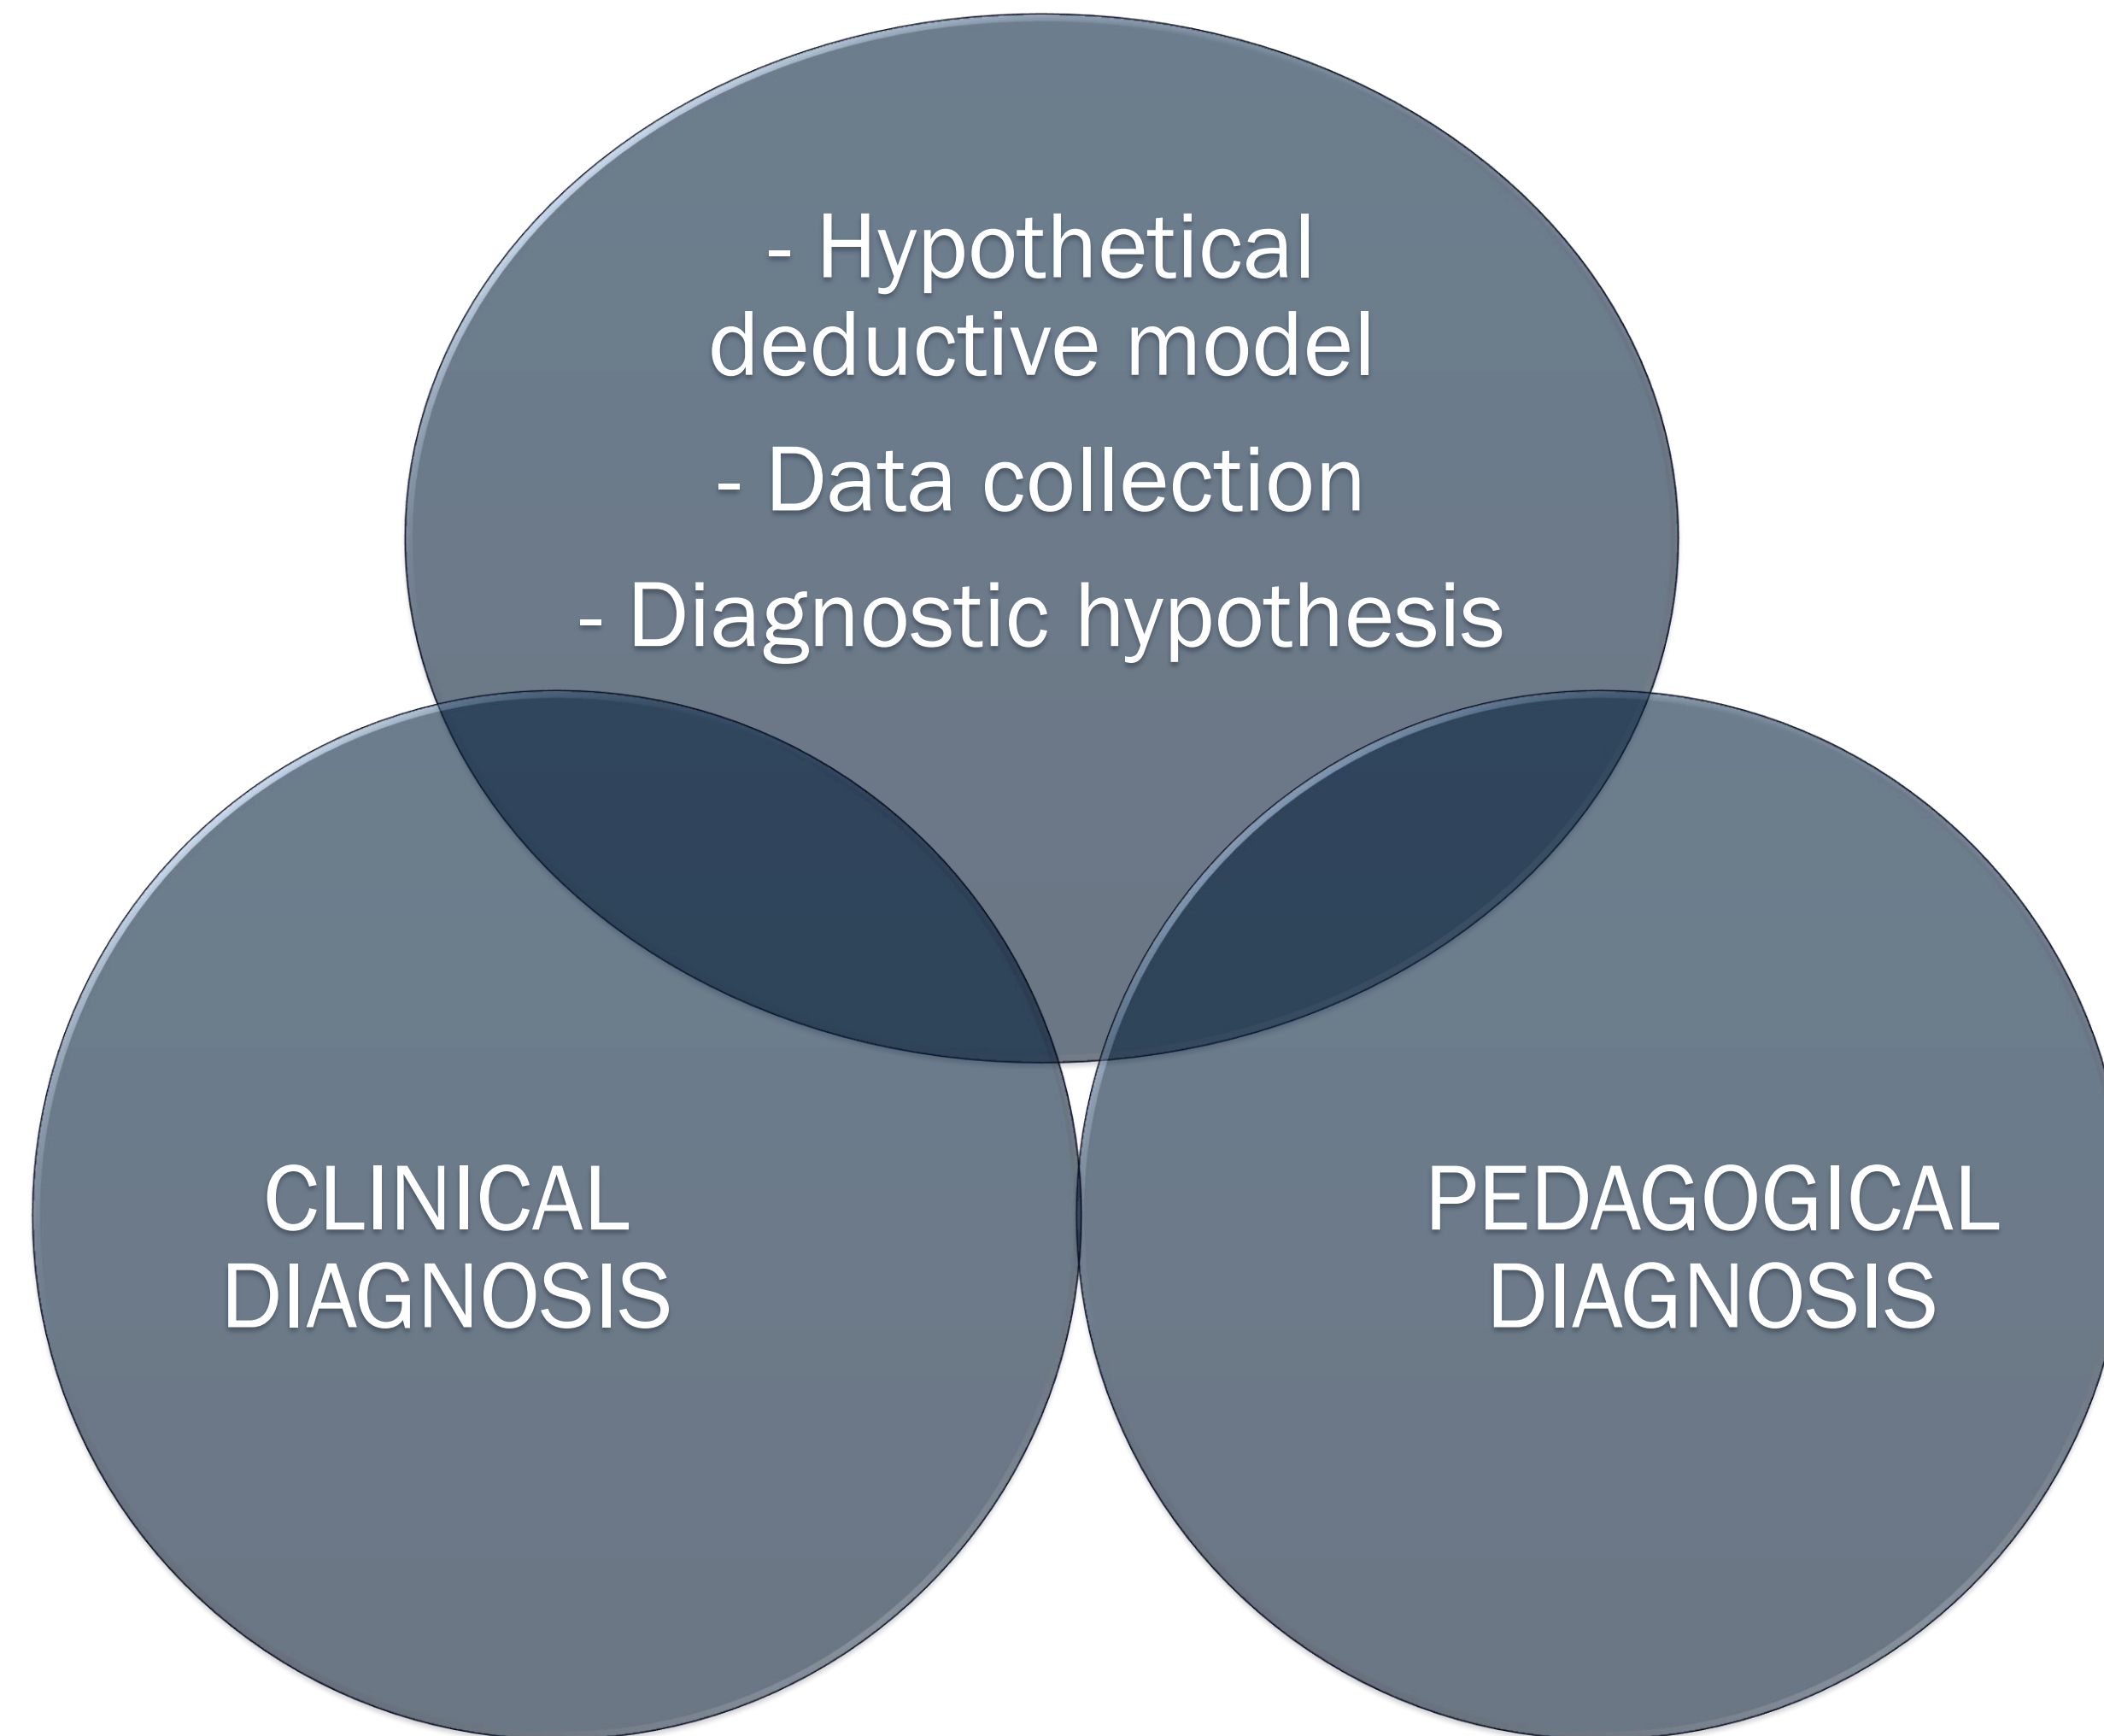 - Hypothetical
deductive model
- Data collection
- Diagnostic hypothesis
CLINICAL
DIAGNOSIS
PEDAGOGICAL
DIAGNOSIS